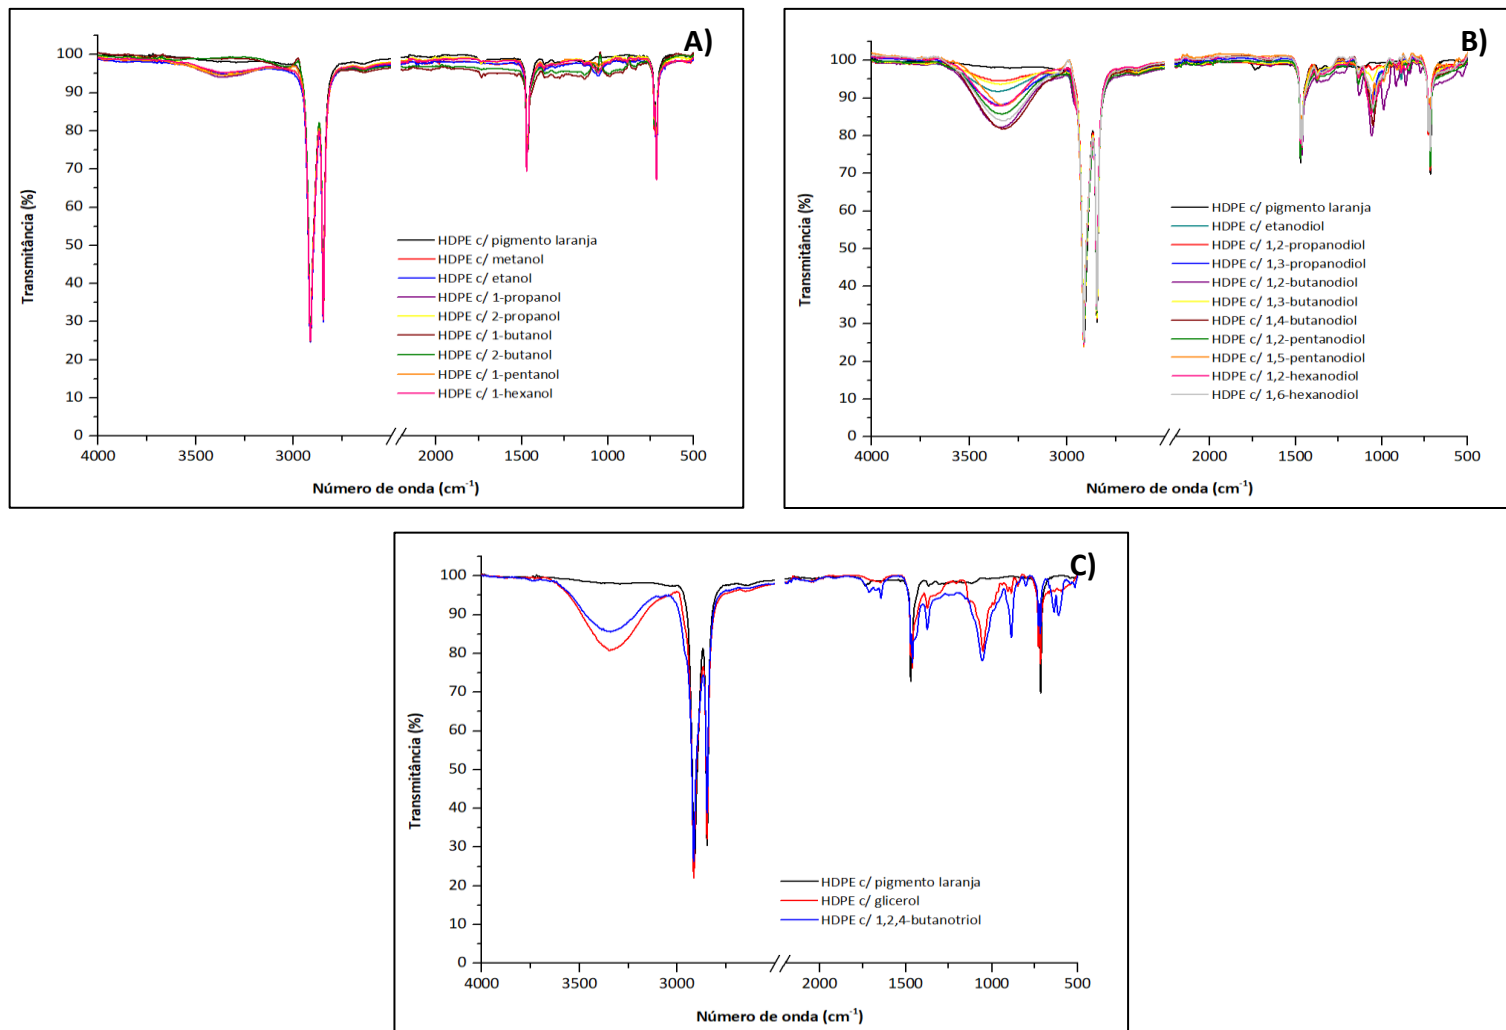 A)
100
90
80
70
60
50
40
30
20
10
0
Transmitância (%)
HDPE c/ pigmento laranja
HDPE c/ metanol
HDPE c/ etanol
HDPE c/ 1-propanol
HDPE c/ 2-propanol
HDPE c/ 1-butanol
HDPE c/ 2-butanol
HDPE c/ 1-pentanol
HDPE c/ 1-hexanol
4000 3500 3000 2000 1500 1000 500
Número de onda (cm⁻¹)
B)
100
90
80
70
60
50
40
30
20
10
0
Transmitância (%)
HDPE c/ pigmento laranja
HDPE c/ etanodiol
HDPE c/ 1,2-propanodiol
HDPE c/ 1,3-propanodiol
HDPE c/ 1,2-butanodiol
HDPE c/ 1,3-butanodiol
HDPE c/ 1,4-butanodiol
HDPE c/ 1,2-pentanodiol
HDPE c/ 1,5-pentanodiol
HDPE c/ 1,2-hexanodiol
HDPE c/ 1,6-hexanodiol
4000 3500 3000 2000 1500 1000 500
Número de onda (cm⁻¹)
C)
100
90
80
70
60
50
40
30
20
10
0
Transmitância (%)
HDPE c/ pigmento laranja
HDPE c/ glicerol
HDPE c/ 1,2,4-butanotriol
4000 3500 3000 2000 1500 1000 500
Número de onda (cm⁻¹)